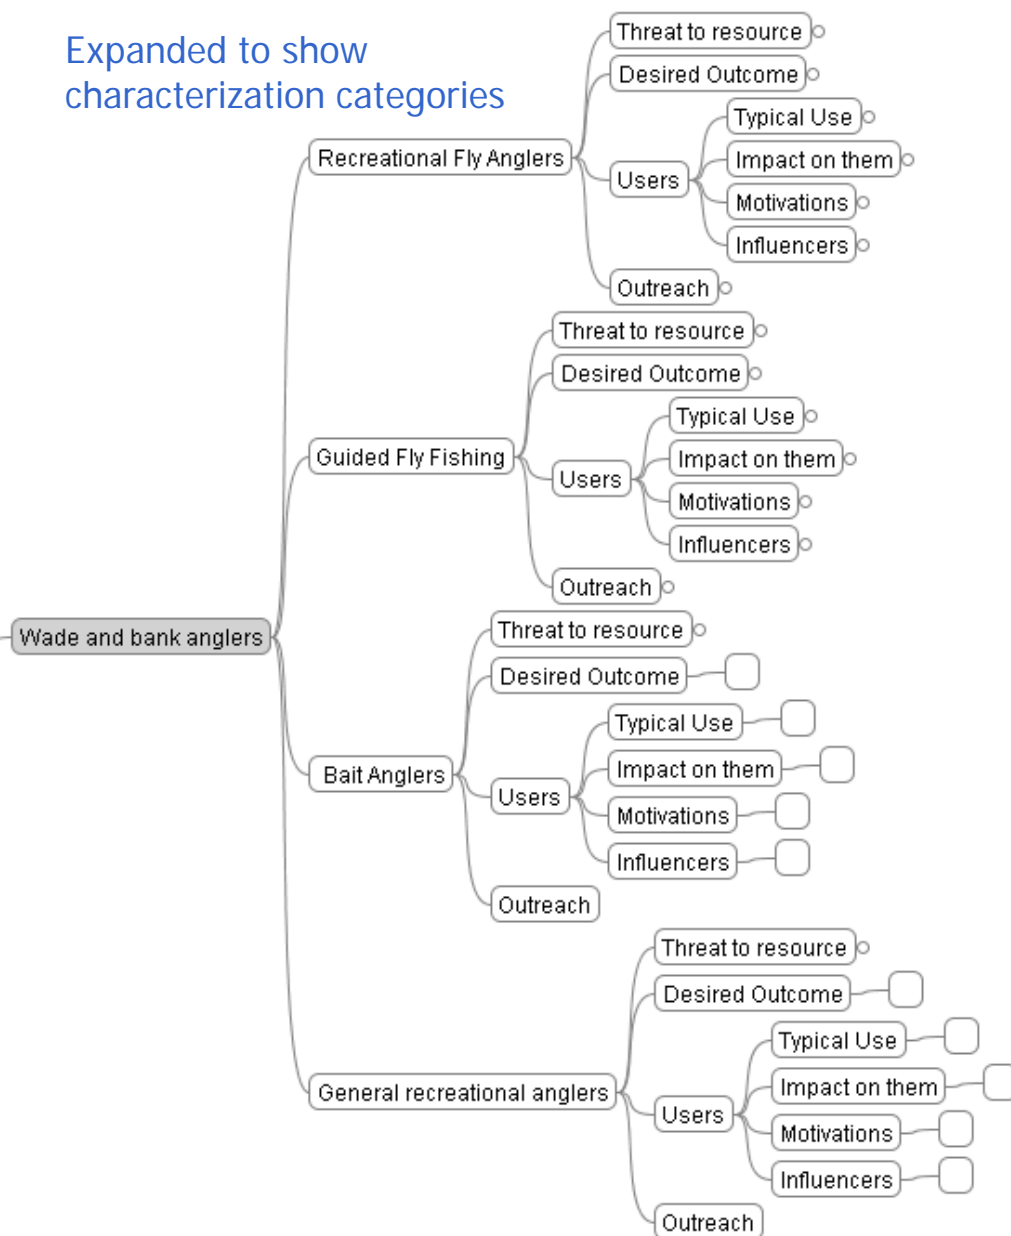 Expanded to show
characterization categories
Threat to resource
Desired Outcome
Typical Use
Recreational Fly Anglers
Impact on them
Users
Motivations
Influencers
Outreach
Threat to resource
Desired Outcome
Typical Use
Guided Fly Fishing
Impact on them
Users
Motivations
Influencers
Outreach
Wade and bank anglers
Threat to resource
Desired Outcome
Typical Use
Bait Anglers
Impact on them
Users
Motivations
Influencers
Outreach
Threat to resource
Desired Outcome
Typical Use
General recreational anglers
Impact on them
Users
Motivations
Influencers
Outreach